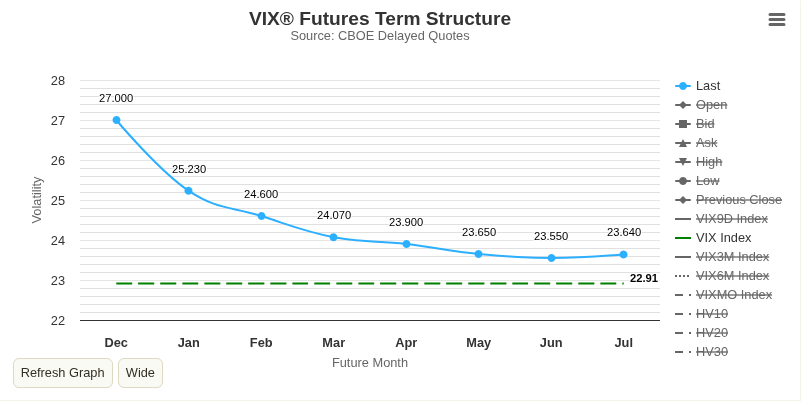 VIX® Futures Term Structure
Source: CBOE Delayed Quotes
Volatility
28
27
26
25
24
23
22
27.000
25.230
24.600
24.070
23.900
23.650
23.550
23.640
22.91
Dec
Jan
Feb
Mar
Apr
May
Jun
Jul
Future Month
Last
Open
Bid
Ask
High
Low
Previous Close
VIX9D Index
VIX Index
VIX3M Index
VIX6M Index
VIXMO Index
HV10
HV20
HV30
Refresh Graph
Wide